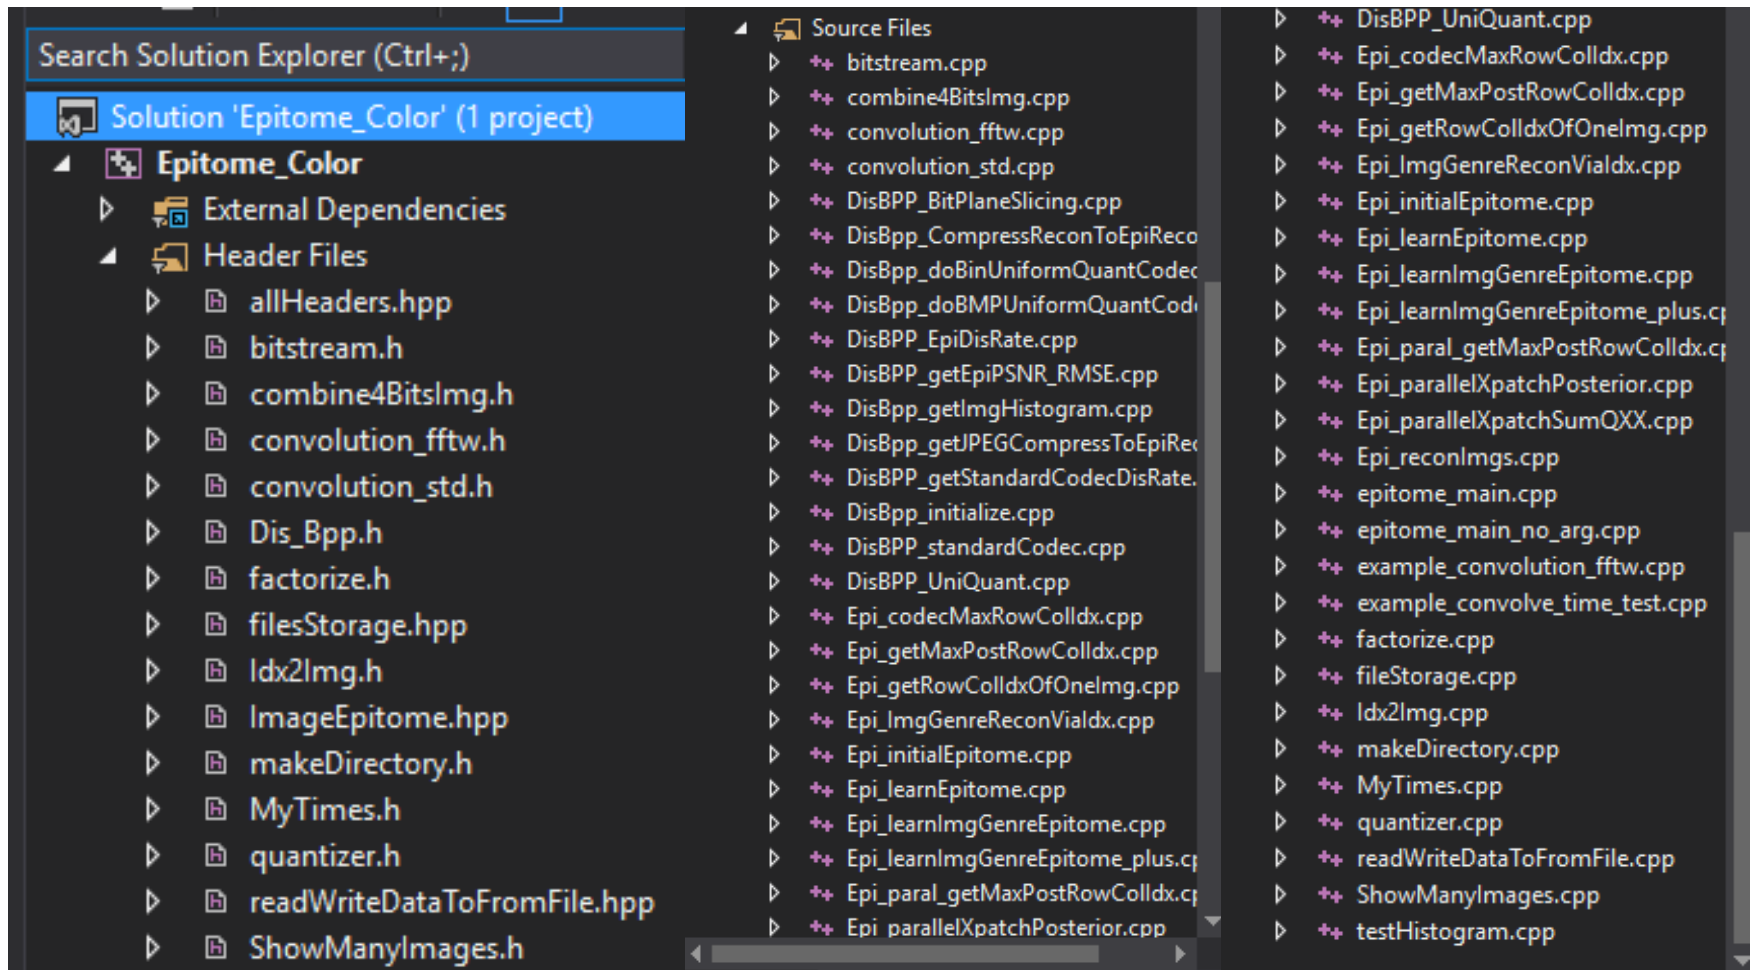 Search Solution Explorer (Ctrl+;)
Solution 'Epitome_Color' (1 project)
Epitome_Color
External Dependencies
Header Files
allHeaders.hpp
bitstream.h
combine4BitsImg.h
convolution_fftw.h
convolution_std.h
Dis_Bpp.h
factorize.h
filesStorage.hpp
Idx2Img.h
ImageEpitome.hpp
makeDirectory.h
MyTimes.h
quantizer.h
readWriteDataToFromFile.hpp
ShowManyImages.h
Source Files
bitstream.cpp
combine4BitsImg.cpp
convolution_fftw.cpp
convolution_std.cpp
DisBPP_BitPlaneSlicing.cpp
DisBpp_CompressReconToEpiReco
DisBpp_doBinUniformQuantCodec
DisBpp_doBMPUniformQuantCod
DisBPP_EpiDisRate.cpp
DisBPP_getEpiPSNR_RMSE.cpp
DisBpp_getImgHistogram.cpp
DisBpp_getJPEGCompressToEpiRec
DisBPP_getStandardCodecDisRate.
DisBpp_initialize.cpp
DisBPP_standardCodec.cpp
DisBPP_UniQuant.cpp
Epi_codecMaxRowColIdx.cpp
Epi_getMaxPostRowColIdx.cpp
Epi_getRowColIdxOfOneImg.cpp
Epi_ImgGenreReconViaIdx.cpp
Epi_initialEpitome.cpp
Epi_learnEpitome.cpp
Epi_learnImgGenreEpitome.cpp
Epi_learnImgGenreEpitome_plus.cp
Epi_paral_getMaxPostRowColIdx.cp
Epi_parallelXpatchPosterior.cpp
DisBPP_UniQuant.cpp
Epi_codecMaxRowColIdx.cpp
Epi_getMaxPostRowColIdx.cpp
Epi_getRowColIdxOfOneImg.cpp
Epi_ImgGenreReconViaIdx.cpp
Epi_initialEpitome.cpp
Epi_learnEpitome.cpp
Epi_learnImgGenreEpitome.cpp
Epi_learnImgGenreEpitome_plus.cp
Epi_paral_getMaxPostRowColIdx.cp
Epi_parallelXpatchPosterior.cpp
Epi_parallelXpatchSumQXX.cpp
Epi_reconImgs.cpp
epitome_main.cpp
epitome_main_no_arg.cpp
example_convolution_fftw.cpp
example_convolve_time_test.cpp
factorize.cpp
fileStorage.cpp
Idx2Img.cpp
makeDirectory.cpp
MyTimes.cpp
quantizer.cpp
readWriteDataToFromFile.cpp
ShowManyImages.cpp
testHistogram.cpp